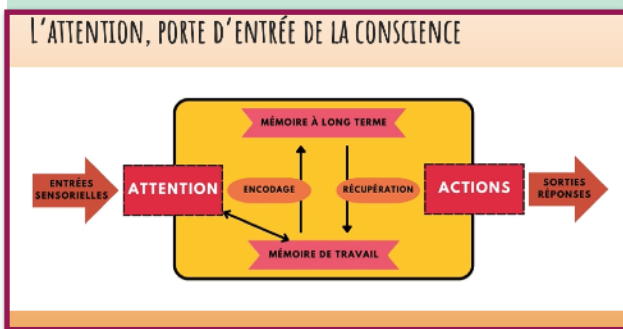 L'ATTENTION, PORTE D'ENTRÉE DE LA CONSCIENCE
MÉMOIRE À LONG TERME
ENTRÉES
SENSORIELLES
ATTENTION
ENCODAGE
RÉCUPÉRATION
ACTIONS
SORTIES
RÉPONSES
MÉMOIRE DE TRAVAIL